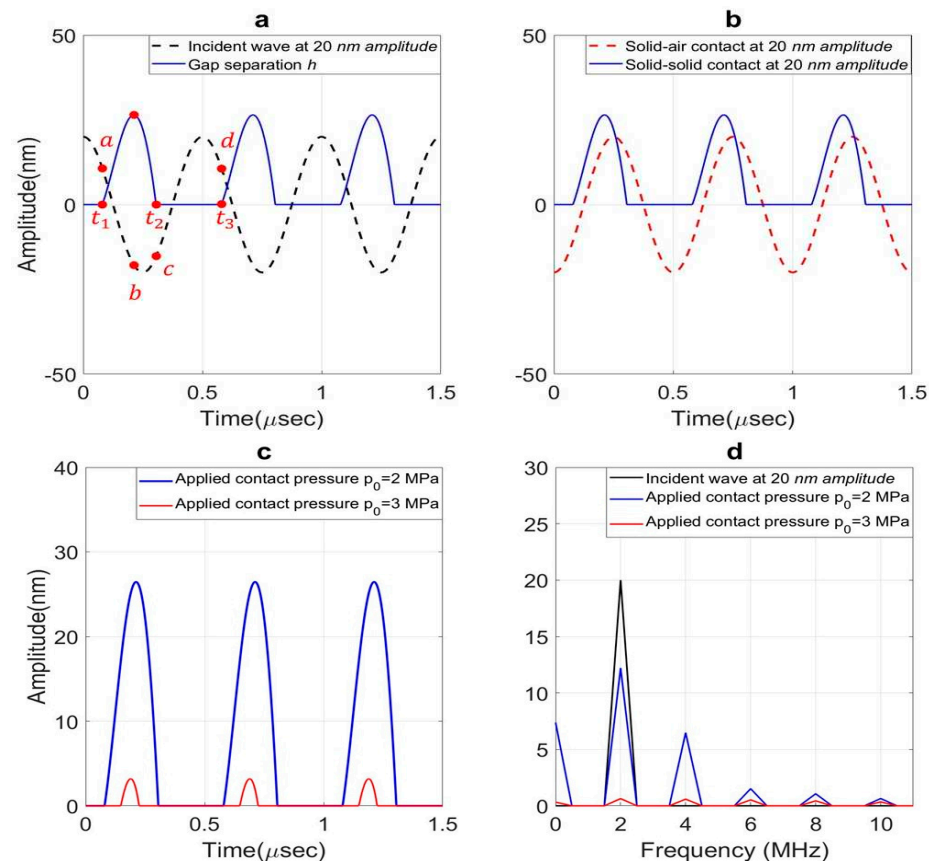 a
Incident wave at 20 nm amplitude
Gap separation h
Amplitude(nm)
50
0
-50
a
d
t1
t2
t3
c
b
0
0.5
1
1.5
Time(μsec)
b
Solid-air contact at 20 nm amplitude
Solid-solid contact at 20 nm amplitude
50
0
-50
0
0.5
1
1.5
Time(μsec)
c
Applied contact pressure p0=2 MPa
Applied contact pressure p0=3 MPa
Amplitude(nm)
40
30
20
10
0
0
0.5
1
1.5
Time(μsec)
d
Incident wave at 20 nm amplitude
Applied contact pressure p0=2 MPa
Applied contact pressure p0=3 MPa
30
25
20
15
10
5
0
0
2
4
6
8
10
Frequency (MHz)